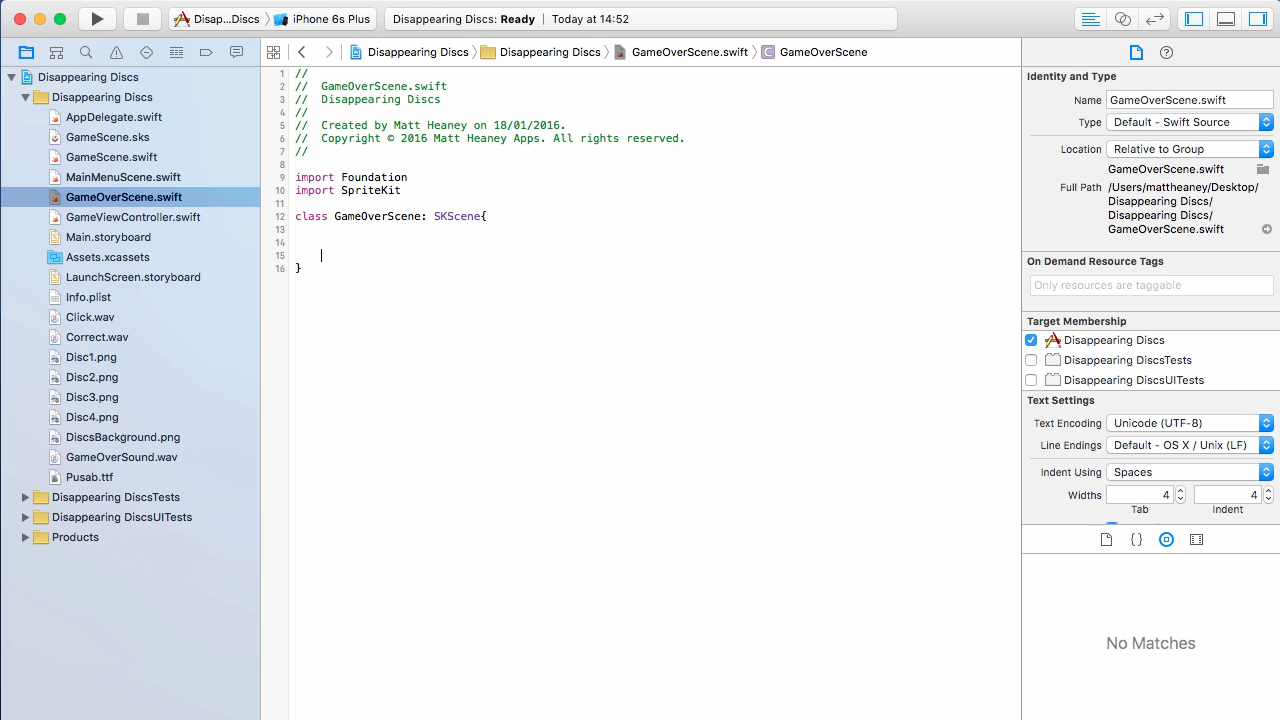 Disap...Discs
iPhone 6s Plus
Disappearing Discs: Ready | Today at 14:52
Disappearing Discs
Disappearing Discs
GameOverScene.swift
C
GameOverScene
Disappearing Discs
Disappearing Discs
AppDelegate.swift
GameScene.sks
GameScene.swift
MainMenuScene.swift
GameOverScene.swift
GameViewController.swift
Main.storyboard
Assets.xcassets
LaunchScreen.storyboard
Info.plist
Click.wav
Correct.wav
Disc1.png
Disc2.png
Disc3.png
Disc4.png
DiscsBackground.png
GameOverSound.wav
Pusab.ttf
Disappearing DiscsTests
Disappearing DiscsUITests
Products
1 //
2 //  GameOverScene.swift
3 //  Disappearing Discs
4 //
5 //  Created by Matt Heaney on 18/01/2016.
6 //  Copyright © 2016 Matt Heaney Apps. All rights reserved.
7 //
8
9 import Foundation
10 import SpriteKit
11
12 class GameOverScene: SKScene{
13
14
15
16 }
Identity and Type
Name GameOverScene.swift
Type Default - Swift Source
Location Relative to Group
GameOverScene.swift
Full Path /Users/mattheaney/Desktop/
Disappearing Discs/
Disappearing Discs/
GameOverScene.swift
On Demand Resource Tags
Only resources are taggable
Target Membership
Disappearing Discs
Disappearing DiscsTests
Disappearing DiscsUITests
Text Settings
Text Encoding Unicode (UTF-8)
Line Endings Default - OS X / Unix (LF)
Indent Using Spaces
Widths 4 4
Tab Indent
{}
No Matches